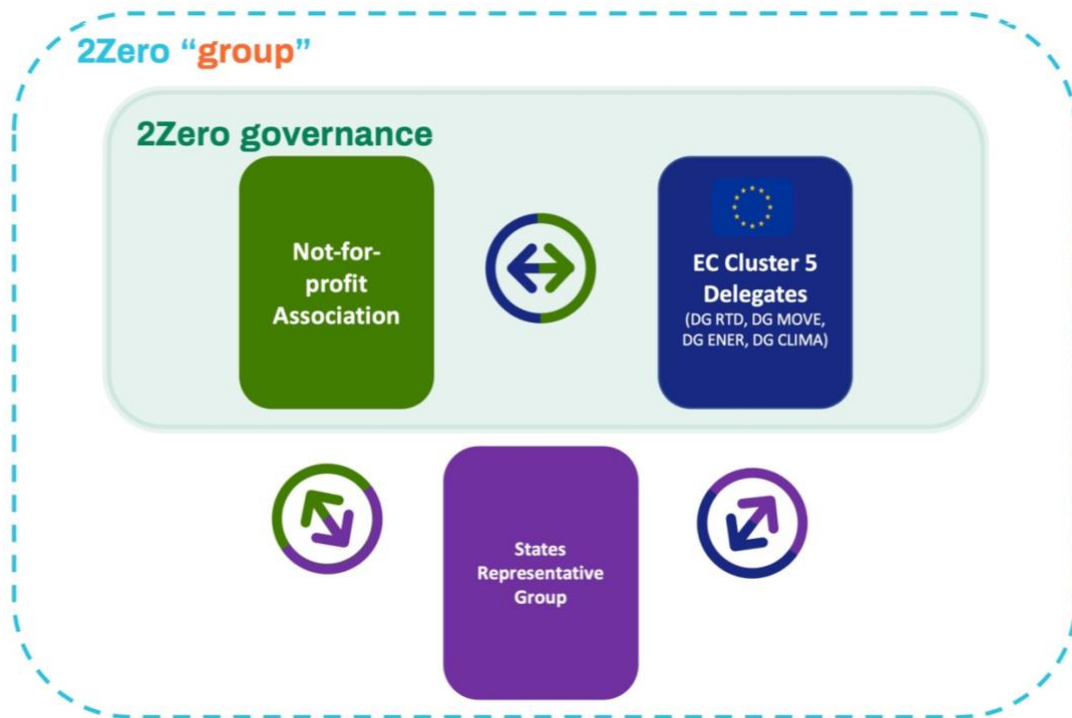 2Zero “group”
2Zero governance
Not-for-
profit
Association
EC Cluster 5
Delegates
(DG RTD, DG MOVE,
DG ENER, DG CLIMA)
States
Representative
Group